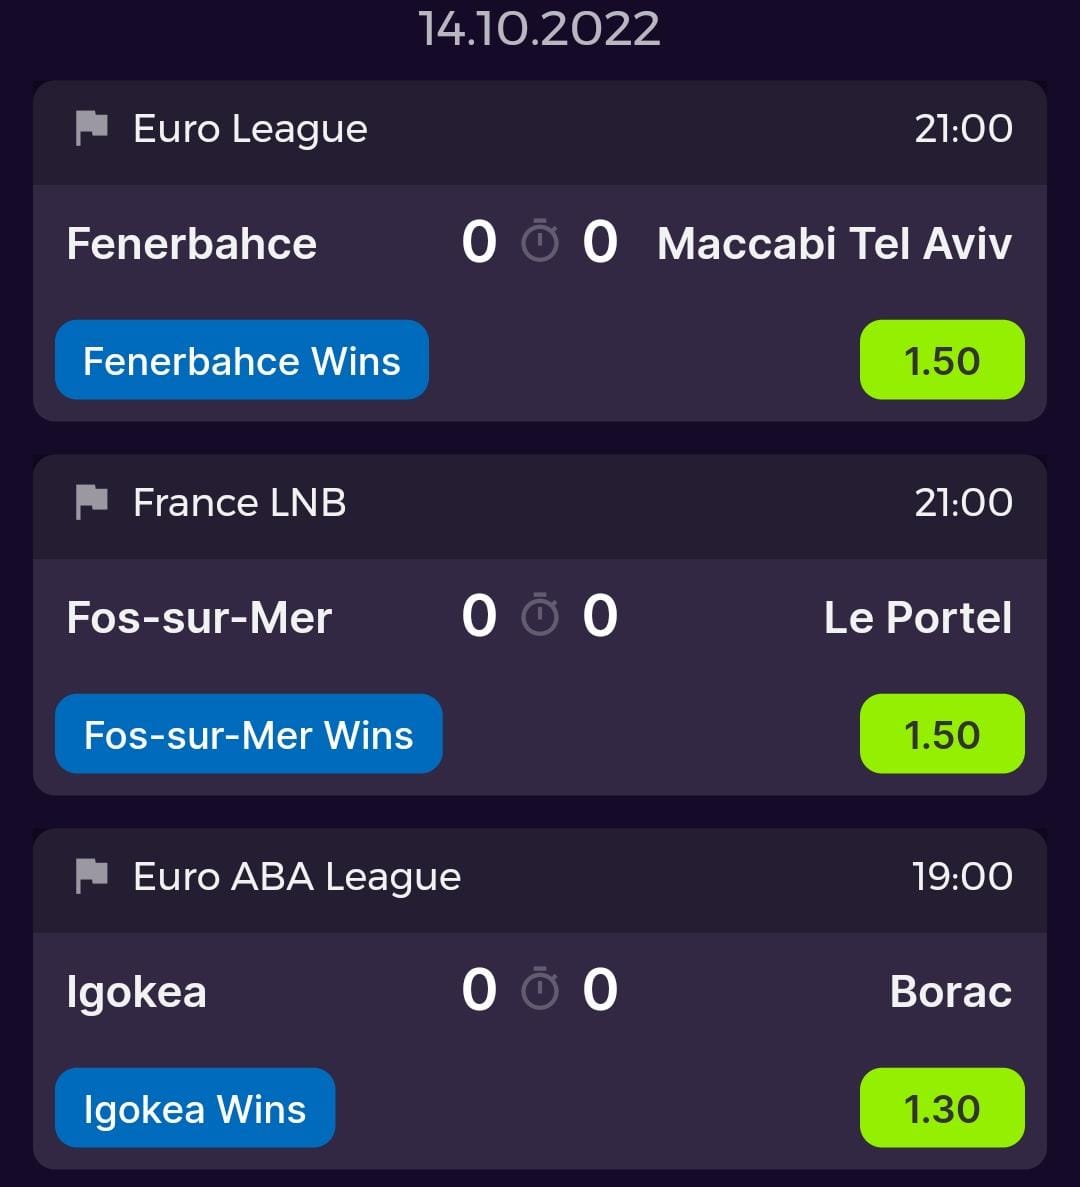 14.10.2022
Euro League 21:00
Fenerbahce 0 0 Maccabi Tel Aviv
Fenerbahce Wins 1.50
France LNB 21:00
Fos-sur-Mer 0 0 Le Portel
Fos-sur-Mer Wins 1.50
Euro ABA League 19:00
Igokea 0 0 Borac
Igokea Wins 1.30